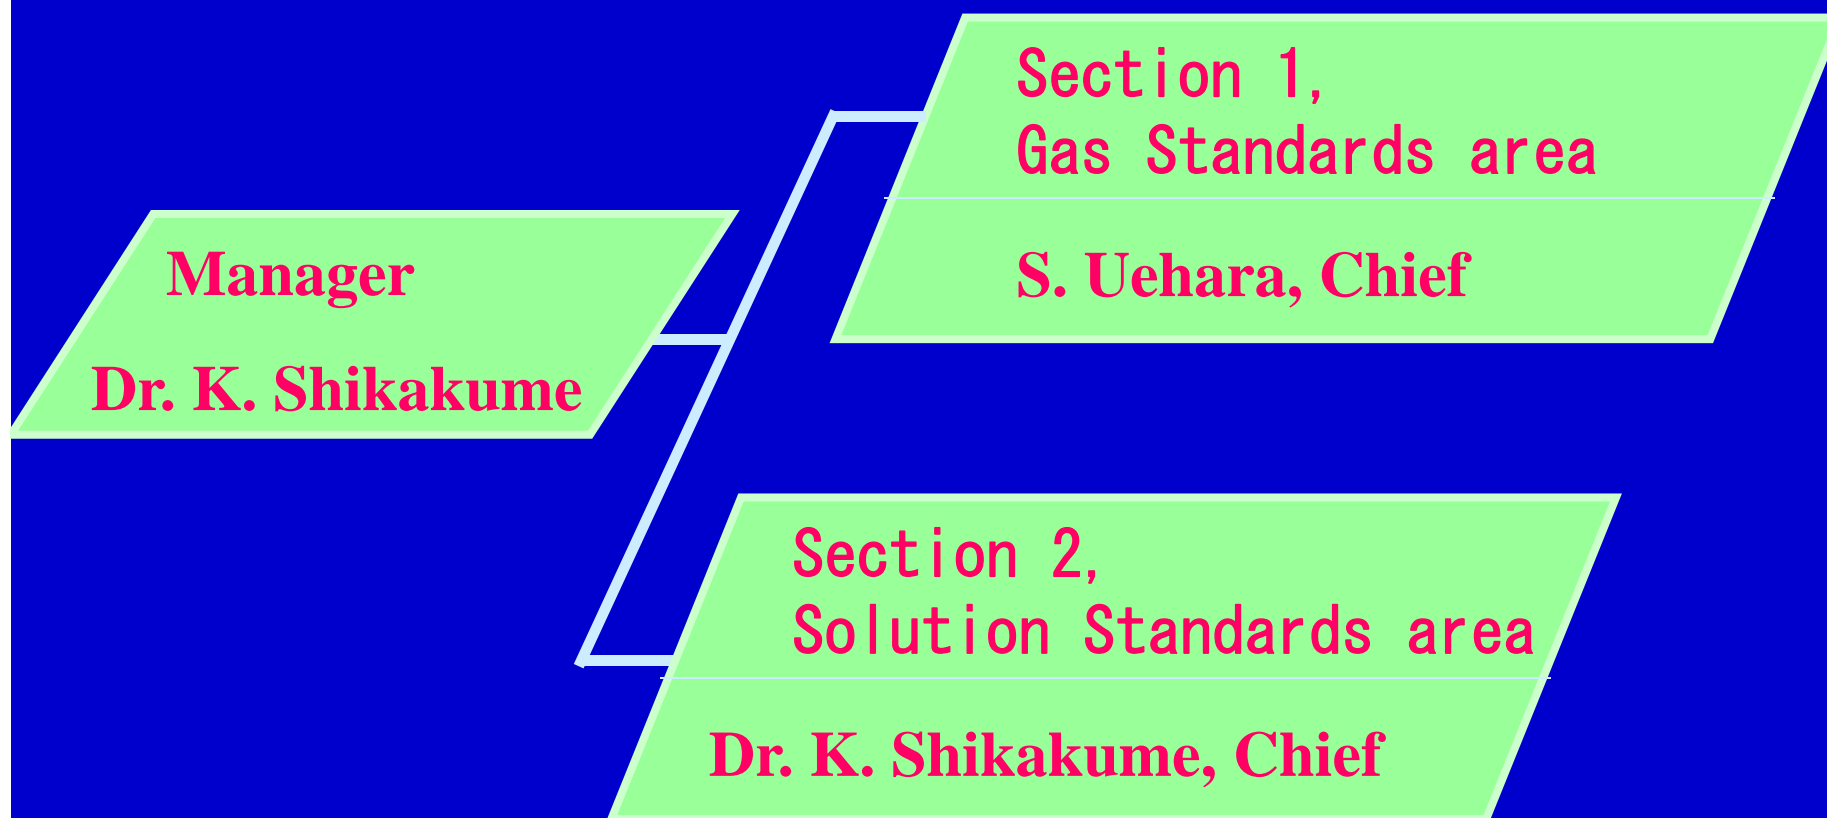 Manager
Dr. K. Shikakume
Section 1,
Gas Standards area
S. Uehara, Chief
Section 2,
Solution Standards area
Dr. K. Shikakume, Chief